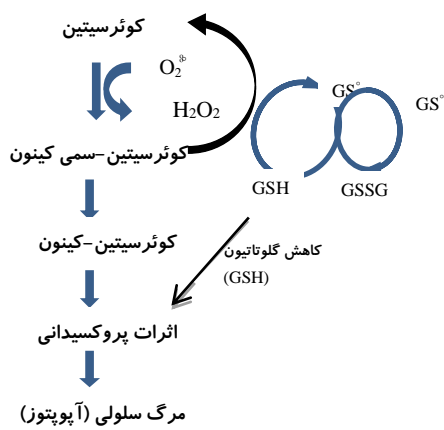 کوئرسیتین
O₂°⁻
H₂O₂
GS°
GS°
کوئرسیتین–سمی کینون
GSH
GSSG
کوئرسیتین–کینون
کاهش گلوتاتیون
(GSH)
اثرات پروکسیدانی
مرگ سلولی (آپوپتوز)